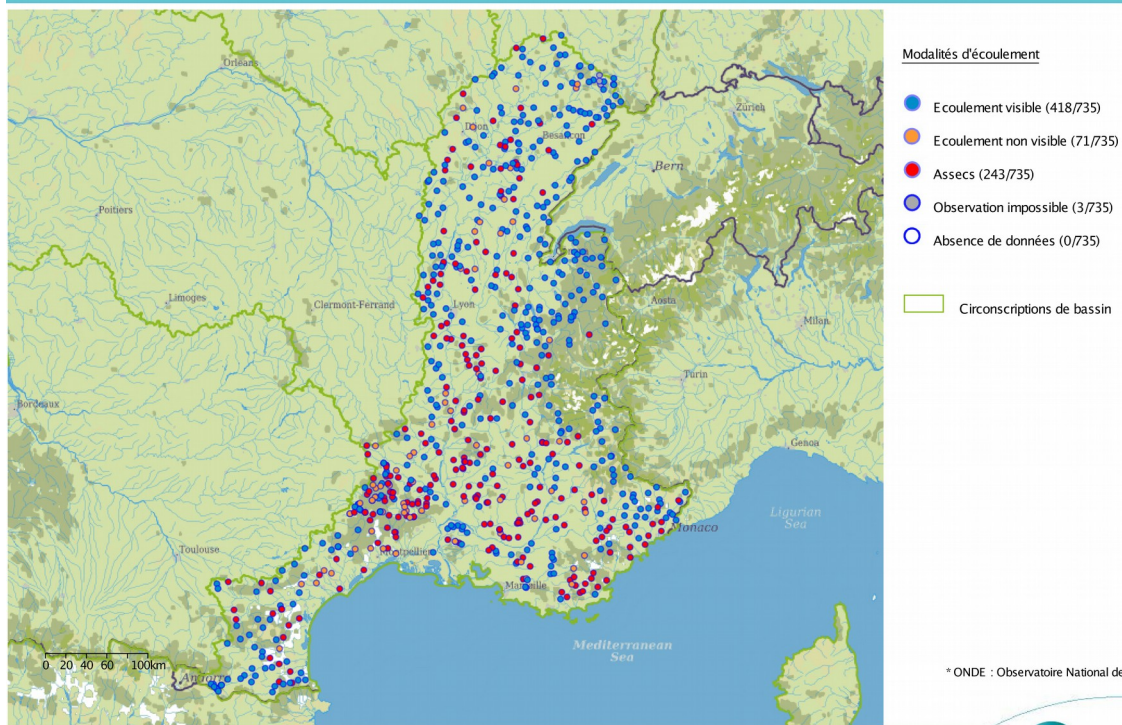 Orléans
Zürich
Dijon
Besançon
Bern
Poitiers
Limoges
Clermont-Ferrand
Lyon
Aosta
Milan
Turin
Bordeaux
Genoa
Ligurian
Sea
Monaco
Toulouse
Montpellier
Marseille
Mediterranean
Sea
0 20 40 60 100km
Modalités d'écoulement
Ecoulement visible (418/735)
Ecoulement non visible (71/735)
Assecs (243/735)
Observation impossible (3/735)
Absence de données (0/735)
Circonscriptions de bassin
* ONDE : Observatoire National de